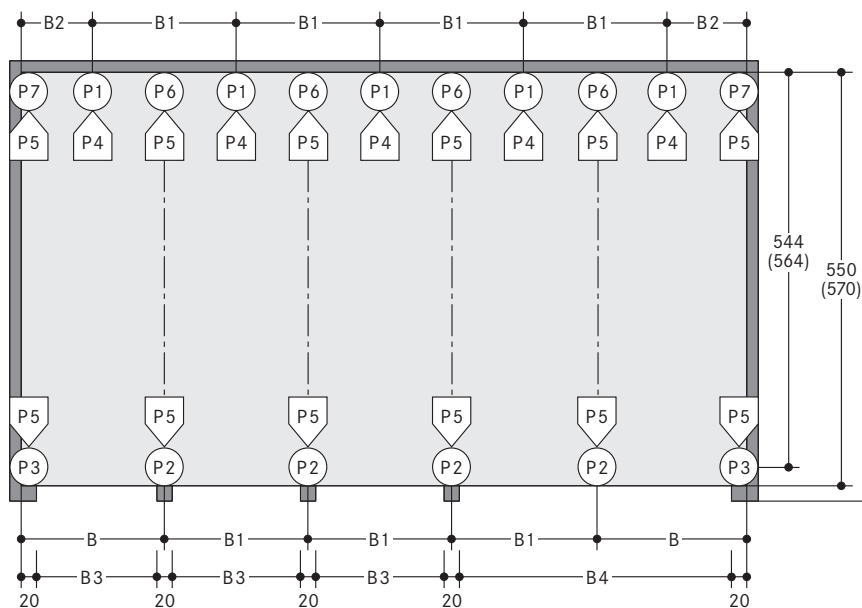 B2 B1 B1 B1 B1 B2
P7 P1 P6 P1 P6 P1 P6 P1 P6 P1 P7
P5 P4 P5 P4 P5 P4 P5 P4 P5 P4 P5
544
(564)
550
(570)
P5 P5 P5 P5 P5 P5
P3 P2 P2 P2 P2 P3
B B1 B1 B1 B
B3 B3 B3 B4
20 20 20 20 20